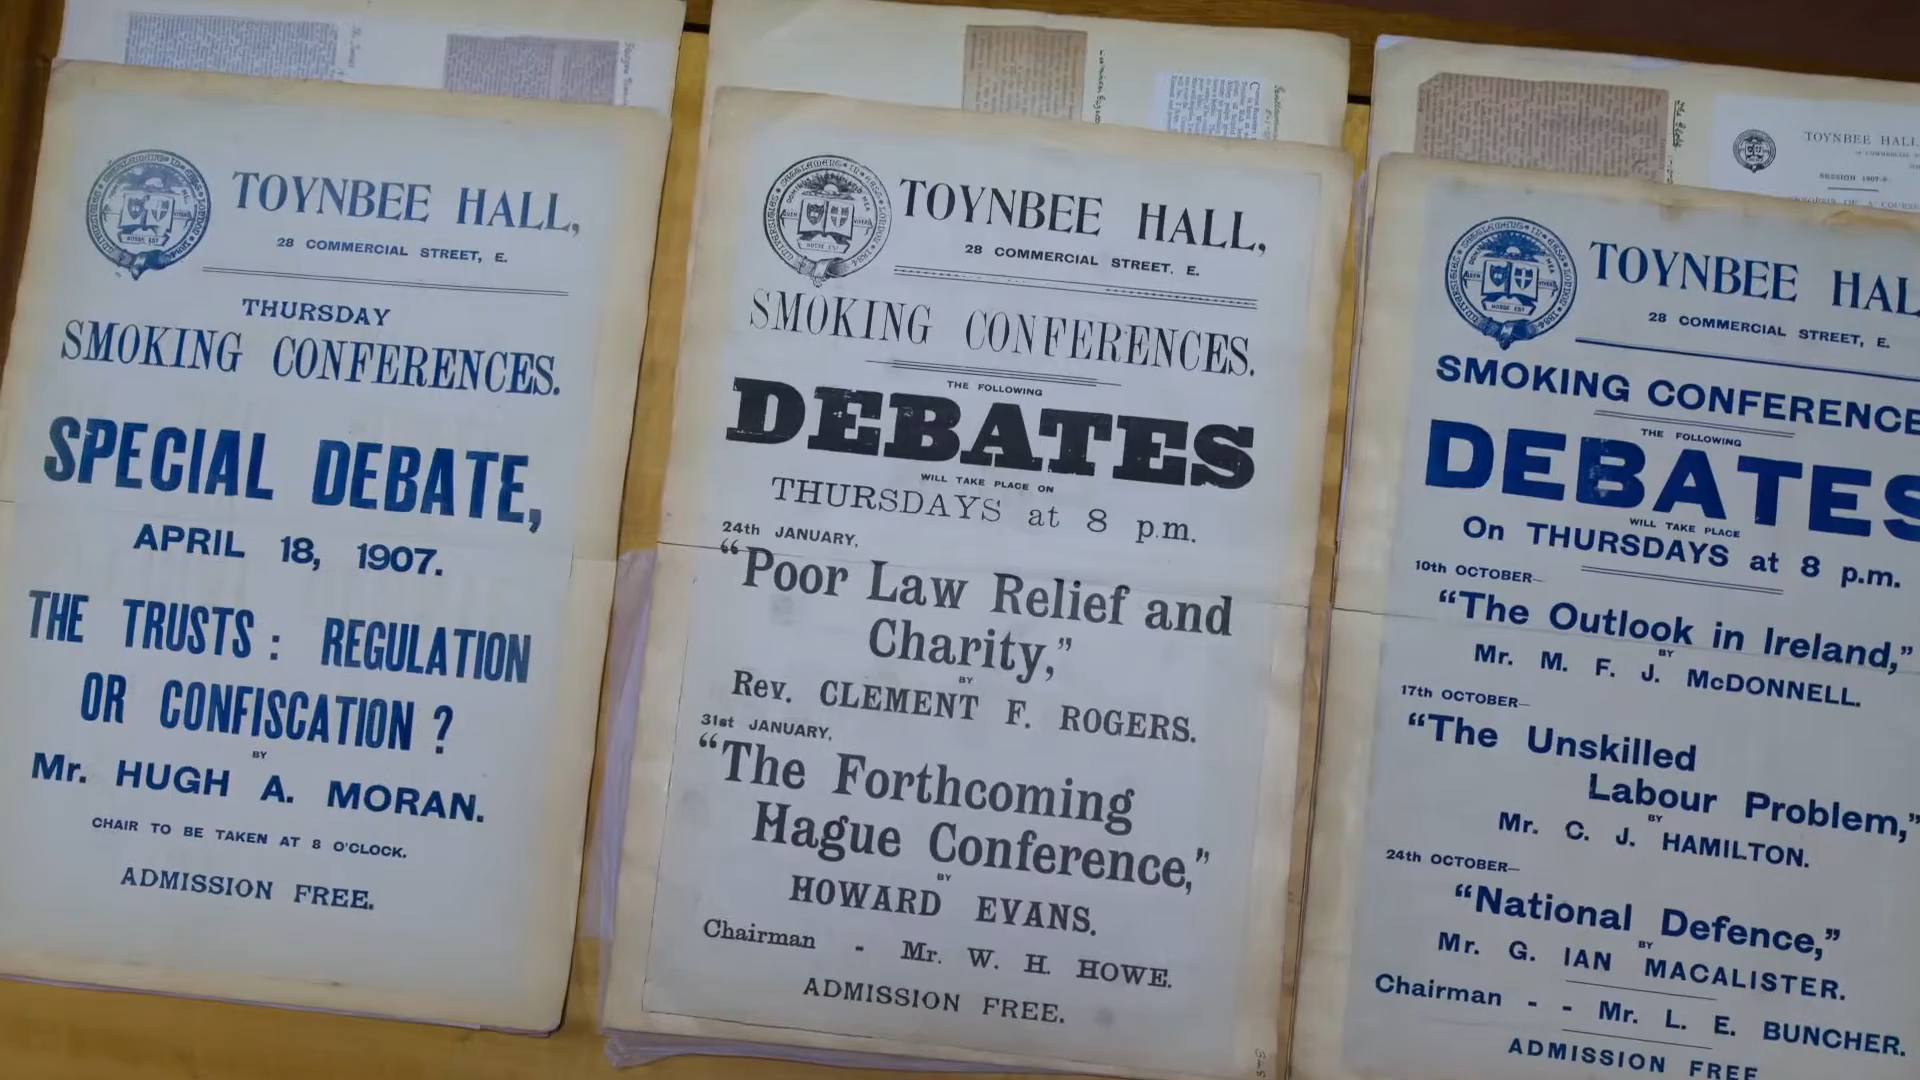 TOYNBEE HALL,
28 COMMERCIAL STREET, E.
THURSDAY
SMOKING CONFERENCES.
SPECIAL DEBATE,
APRIL 18, 1907.
THE TRUSTS: REGULATION
OR CONFISCATION?
BY
Mr. HUGH A. MORAN.
CHAIR TO BE TAKEN AT 8 O'CLOCK.
ADMISSION FREE.
TOYNBEE HALL,
28 COMMERCIAL STREET, E.
SMOKING CONFERENCES.
THE FOLLOWING
DEBATES
WILL TAKE PLACE ON
THURSDAYS at 8 p.m.
24th JANUARY,
"Poor Law Relief and
Charity,"
BY
Rev. CLEMENT F. ROGERS.
31st JANUARY,
"The Forthcoming
Hague Conference,"
BY
HOWARD EVANS.
Chairman - Mr. W. H. HOWE.
ADMISSION FREE.
TOYNBEE HALL
SESSION 1907-8.
TOYNBEE HAL
28 COMMERCIAL STREET, E.
SMOKING CONFERENCE
THE FOLLOWING
DEBATES
WILL TAKE PLACE
On THURSDAYS at 8 p.m.
10th OCTOBER—
"The Outlook in Ireland,"
BY
Mr. M. F. J. McDONNELL.
17th OCTOBER—
"The Unskilled
Labour Problem,"
BY
Mr. C. J. HAMILTON.
24th OCTOBER—
"National Defence,"
BY
Mr. G. IAN MACALISTER.
Chairman - - Mr. L. E. BUNCHER.
ADMISSION FREE